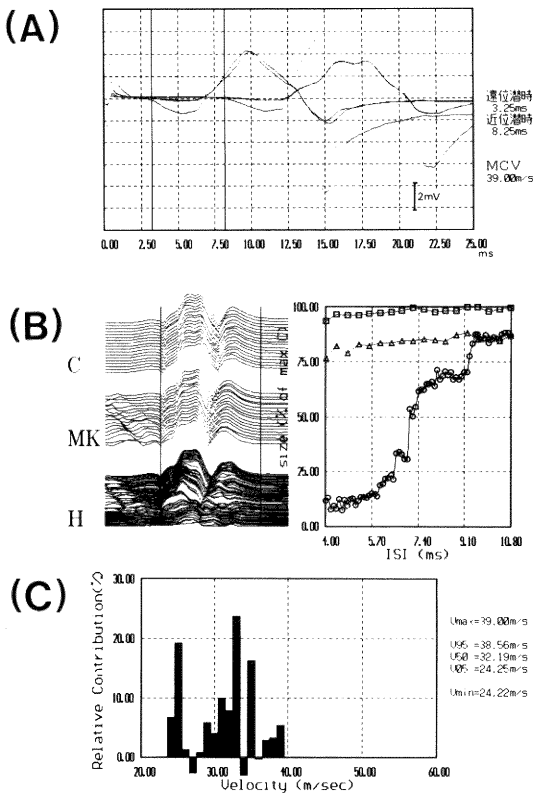 (A)
遠位潜時
3.25ms
近位潜時
8.25ms
MCV
39.00m/s
2mV
0.00 2.50 5.00 7.50 10.00 12.50 15.00 17.50 20.00 22.50 25.00
ms
(B)
C
MK
H
size (% of max C)
100.00
75.00
50.00
25.00
0.00
4.00 5.70 7.40 9.10 10.80
ISI (ms)
(C)
Relative Contribution(%)
30.00
20.00
10.00
0.00
20.00 30.00 40.00 50.00 60.00
Velocity (m/sec)
Vmax=39.00m/s
V95 =38.56m/s
V50 =32.19m/s
V05 =24.25m/s
Vmin=24.22m/s